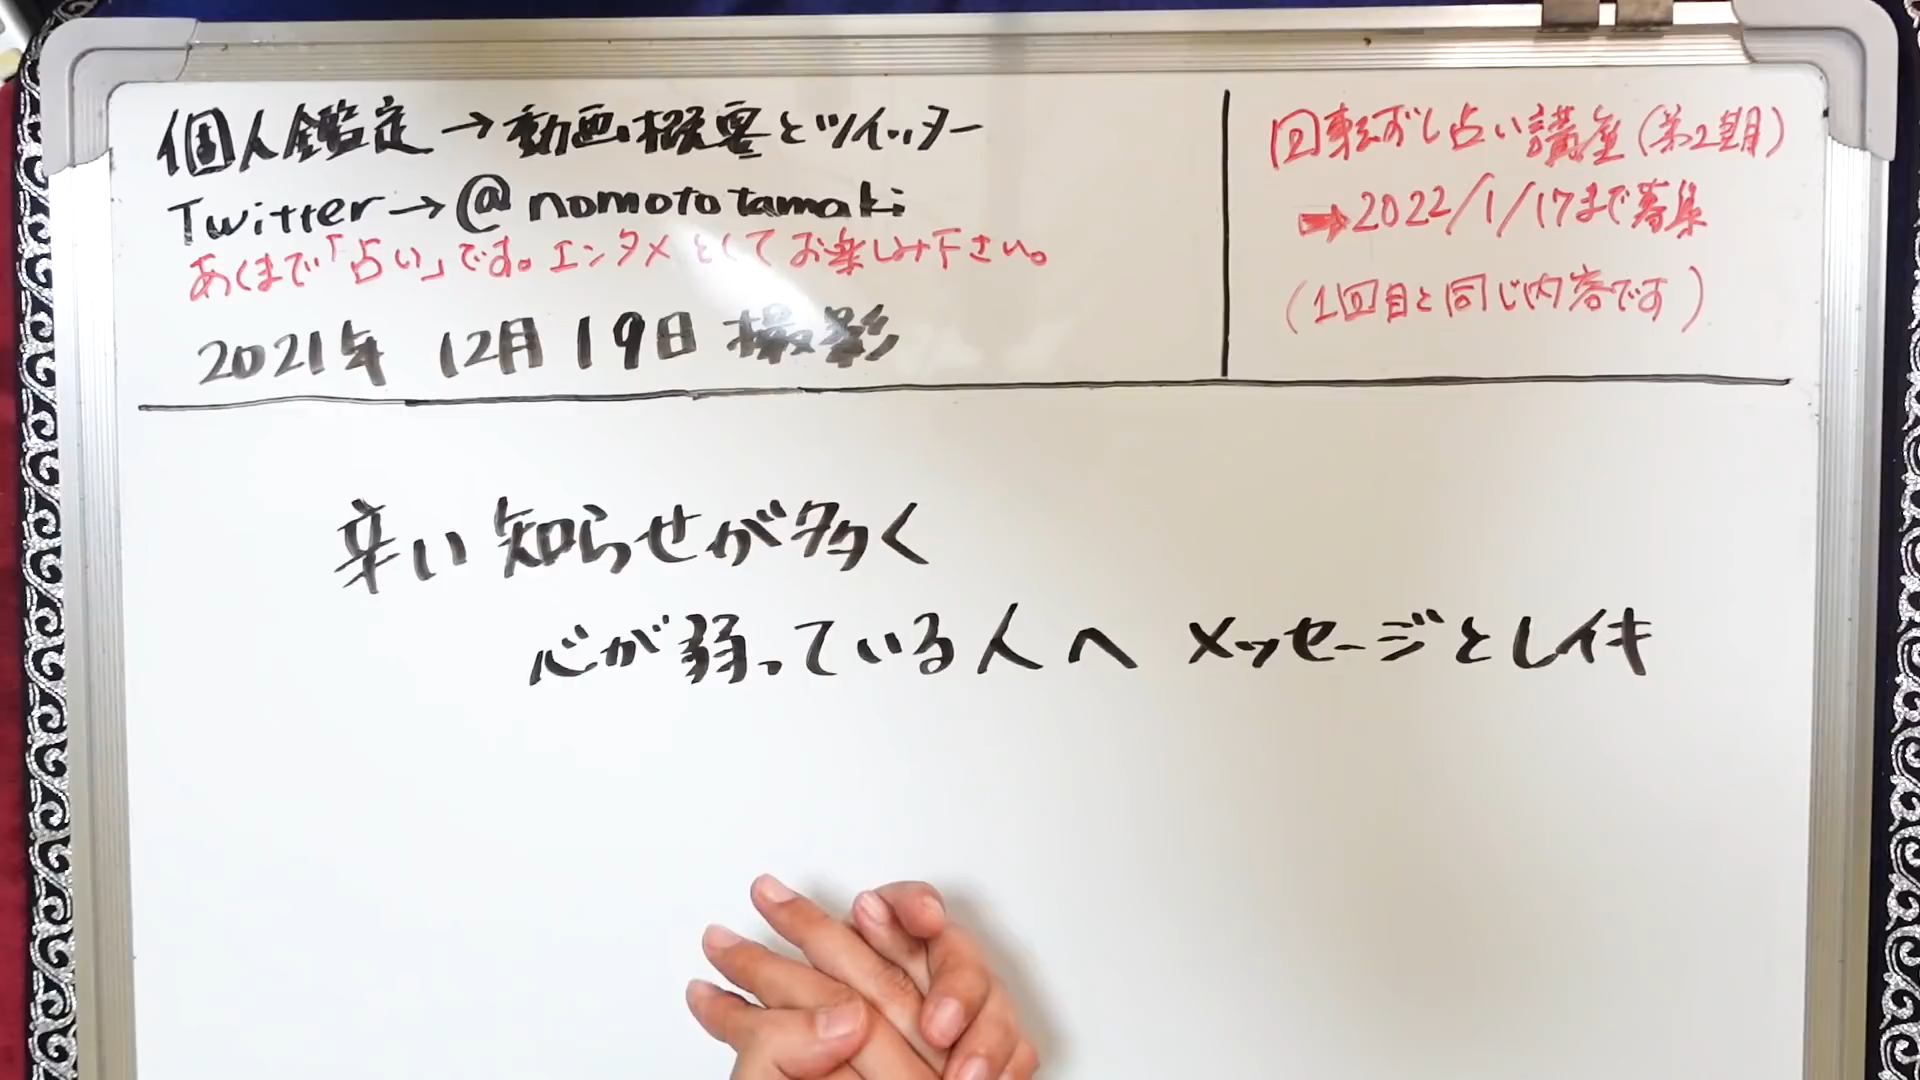 個人鑑定→動画概要とツイッター
Twitter→@nomototamaki
あくまで「占い」です。エンタメとしてお楽しみ下さい。
2021年 12月19日 撮影
回転ずし占い講座(第2期)
➡2022/1/17まで募集
(1回目と同じ内容です)
辛い知らせが多く
心が弱っている人へ メッセージとレイキ